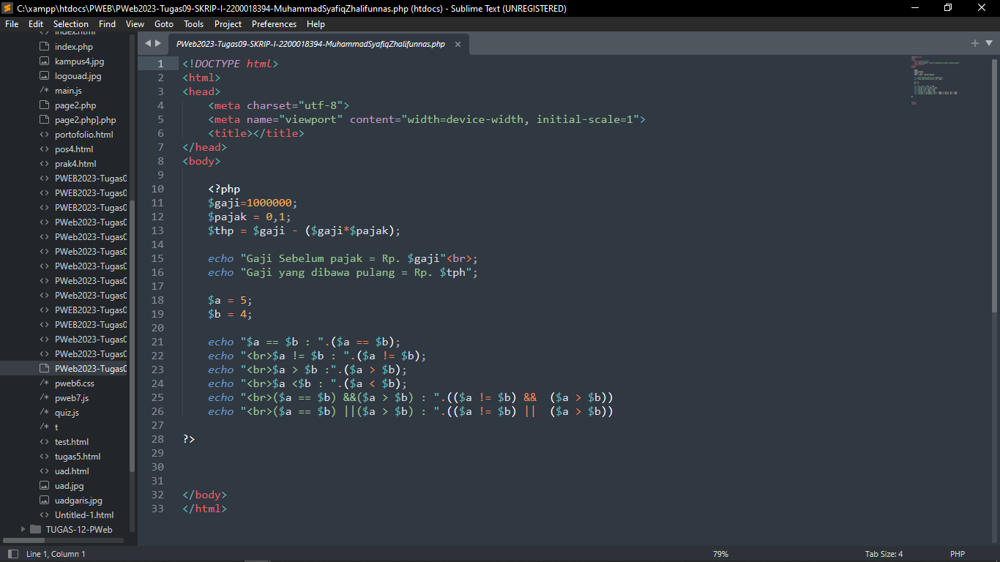 C:\xampp\htdocs\PWEB\PWeb2023-Tugas09-SKRIP-I-2200018394-MuhammadSyafiqZhalifunnas.php (htdocs) - Sublime Text (UNREGISTERED)
File Edit Selection Find View Goto Tools Project Preferences Help
index.html
index.php
kampus4.jpg
logouad.jpg
/* main.js
page2.php
page2.php].php
<> portofolio.html
<> pos4.html
<> prak4.html
<> PWEB2023-Tugas0
<> PWEB2023-Tugas0
<> PWEB2023-Tugas0
<> PWeb2023-Tugas0
<> PWeb2023-Tugas0
<> PWEB2023-Tugas0
<> PWeb2023-Tugas0
<> PWeb2023-Tugas0
<> PWeb2023-Tugas0
<> PWeb2023-Tugas0
<> PWEB2023-Tugas0
<> PWeb2023-Tugas0
<> PWeb2023-Tugas0
PWeb2023-Tugas0
/* pweb6.css
/* pweb7.js
/* quiz.js
/* t
<> test.html
<> tugas5.html
<> uad.html
uad.jpg
uadgaris.jpg
<> Untitled-1.html
TUGAS-12-PWeb
PWeb2023-Tugas09-SKRIP-I-2200018394-MuhammadSyafiqZhalifunnas.php ×
1 <!DOCTYPE html>
2 <html>
3 <head>
4     <meta charset="utf-8">
5     <meta name="viewport" content="width=device-width, initial-scale=1">
6     <title></title>
7 </head>
8 <body>
9
10     <?php
11     $gaji=1000000;
12     $pajak = 0,1;
13     $thp = $gaji - ($gaji*$pajak);
14
15     echo "Gaji Sebelum pajak = Rp. $gaji"<br>;
16     echo "Gaji yang dibawa pulang = Rp. $tph";
17
18     $a = 5;
19     $b = 4;
20
21     echo "$a == $b : ".($a == $b);
22     echo "<br>$a != $b : ".($a != $b);
23     echo "<br>$a > $b :".($a > $b);
24     echo "<br>$a <$b : ".($a < $b);
25     echo "<br>($a == $b) &&($a > $b) : ".(($a != $b) &&  ($a > $b))
26     echo "<br>($a == $b) ||($a > $b) : ".(($a != $b) ||  ($a > $b))
27
28 ?>
29
30
31
32 </body>
33 </html>
Line 1, Column 1 79% Tab Size: 4 PHP